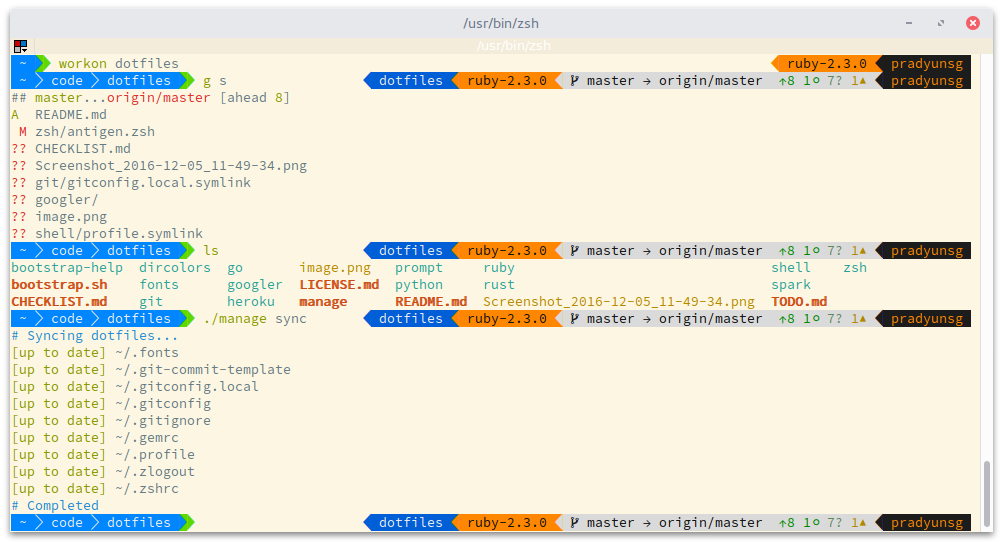 /usr/bin/zsh
/usr/bin/zsh
~ workon dotfiles ruby-2.3.0 pradyunsg
~ code dotfiles g s dotfiles ruby-2.3.0 master → origin/master ↑8 1○ 7? 1▲ pradyunsg
## master...origin/master [ahead 8]
A  README.md
 M zsh/antigen.zsh
?? CHECKLIST.md
?? Screenshot_2016-12-05_11-49-34.png
?? git/gitconfig.local.symlink
?? googler/
?? image.png
?? shell/profile.symlink
~ code dotfiles ls dotfiles ruby-2.3.0 master → origin/master ↑8 1○ 7? 1▲ pradyunsg
bootstrap-help dircolors go image.png prompt ruby shell zsh
bootstrap.sh fonts googler LICENSE.md python rust spark
CHECKLIST.md git heroku manage README.md Screenshot_2016-12-05_11-49-34.png TODO.md
~ code dotfiles ./manage sync dotfiles ruby-2.3.0 master → origin/master ↑8 1○ 7? 1▲ pradyunsg
# Syncing dotfiles...
[up to date] ~/.fonts
[up to date] ~/.git-commit-template
[up to date] ~/.gitconfig.local
[up to date] ~/.gitconfig
[up to date] ~/.gitignore
[up to date] ~/.gemrc
[up to date] ~/.profile
[up to date] ~/.zlogout
[up to date] ~/.zshrc
# Completed
~ code dotfiles dotfiles ruby-2.3.0 master → origin/master ↑8 1○ 7? 1▲ pradyunsg